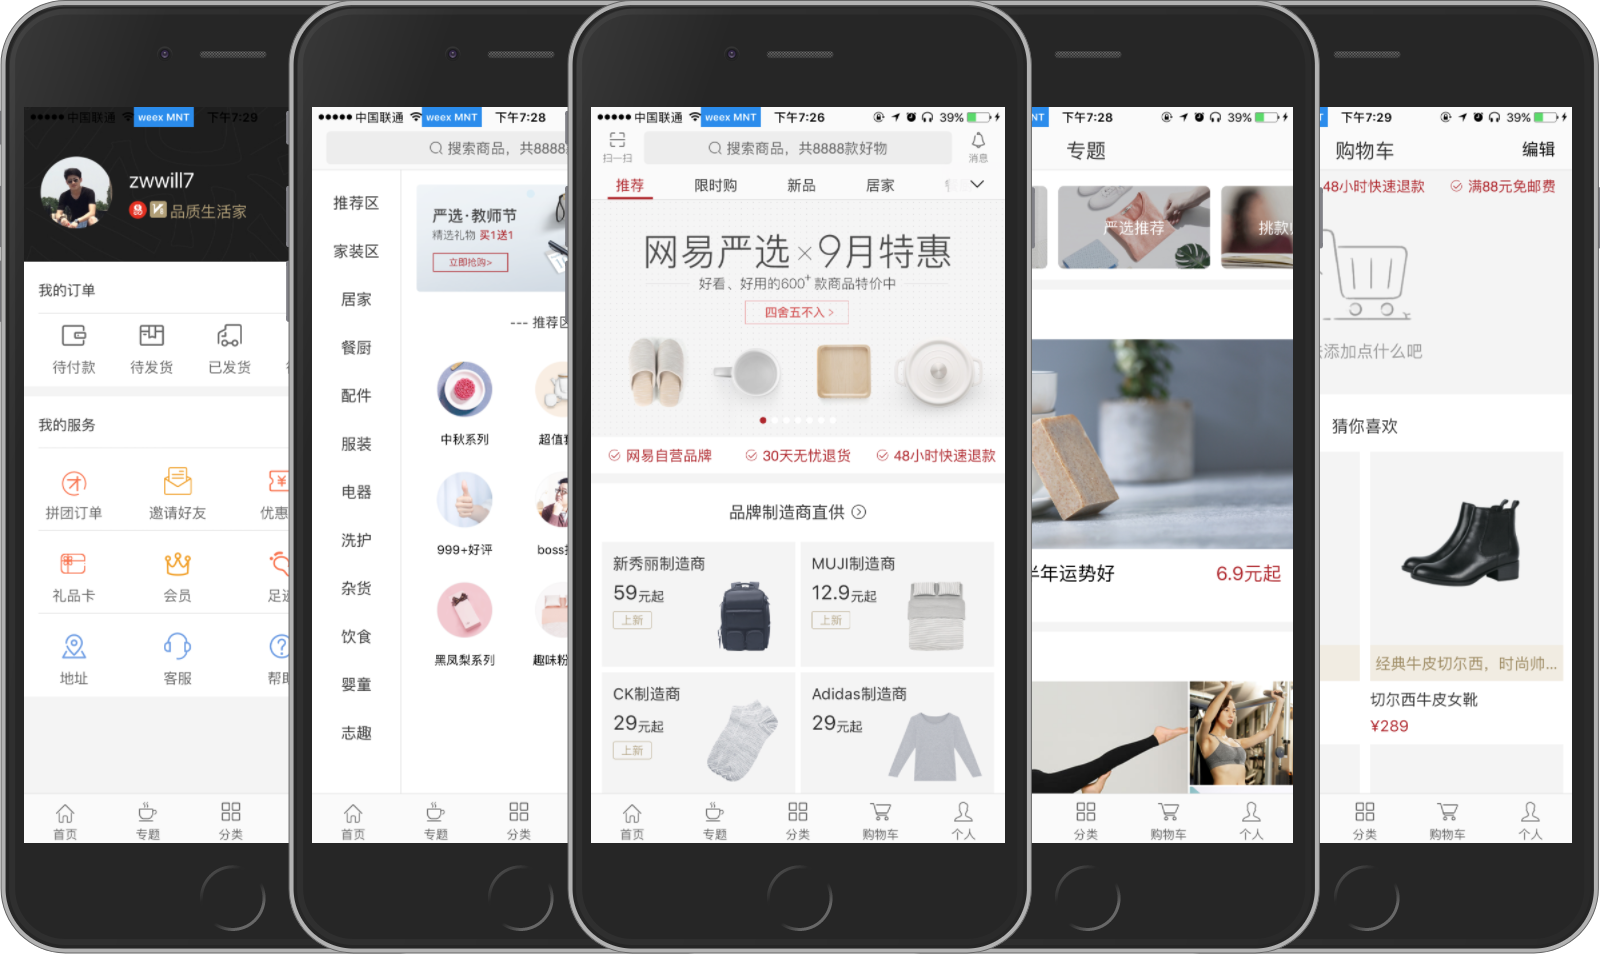 中国联通
weex MNT
下午7:29
zwwill7
品质生活家
我的订单
待付款
待发货
已发货
我的服务
拼团订单
邀请好友
优惠
礼品卡
会员
足迹
地址
客服
帮助
首页
专题
分类
中国联通
weex MNT
下午7:28
搜索商品，共8888
推荐区
家装区
居家
餐厨
配件
服装
电器
洗护
杂货
饮食
婴童
志趣
严选·教师节
精选礼物 买1送1
立即抢购>
--- 推荐区
中秋系列
超值
999+好评
boss
黑凤梨系列
趣味粉
首页
专题
分类
中国联通
weex MNT
下午7:26
39%
扫一扫
搜索商品，共8888款好物
消息
推荐
限时购
新品
居家
网易严选×9月特惠
好看、好用的600+ 款商品特价中
四舍五不入 >
网易自营品牌
30天无忧退货
48小时快速退款
品牌制造商直供
新秀丽制造商
59元起
上新
MUJI制造商
12.9元起
上新
CK制造商
29元起
上新
Adidas制造商
29元起
首页
专题
分类
购物车
个人
NT
下午7:28
39%
专题
严选推荐
挑款
半年运势好
6.9元起
分类
购物车
个人
下午7:29
39%
购物车
编辑
48小时快速退款
满88元免邮费
去添加点什么吧
猜你喜欢
经典牛皮切尔西，时尚帅...
切尔西牛皮女靴
¥289
分类
购物车
个人